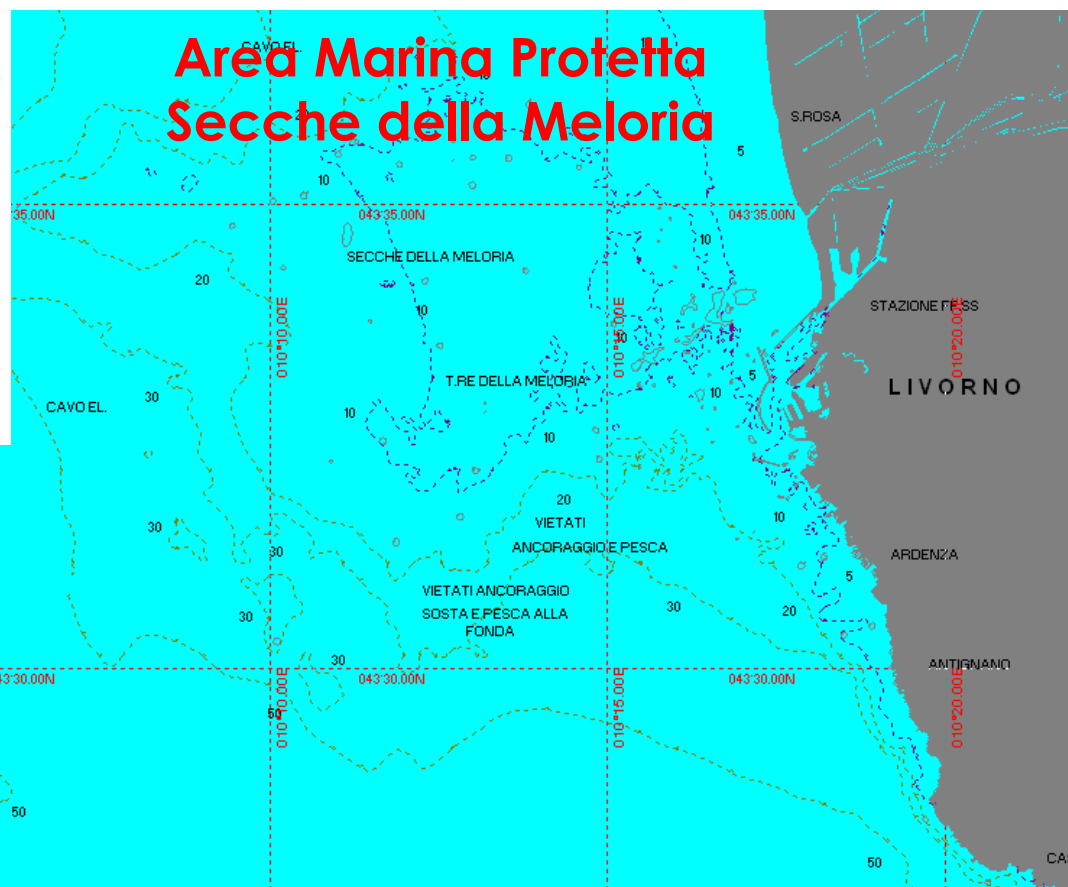 CAVO EL.
Area Marina Protetta
Secche della Meloria
10
10
20
S.ROSA
5
10
35.00N
043'35.00N
043'35.00N
10
SECCHE DELLA MELORIA
20
010°10.00E
010°15.00E
010°20.00E
STAZIONE FF.SS
10
10
T.RE DELLA MELORIA
5
LIVORNO
30
CAVO EL.
10
10
10
20
30
VIETATI
10
ANCORAGGIO E PESCA
30
ARDENZA
5
VIETATI ANCORAGGIO
30
20
SOSTA E PESCA ALLA
FONDA
30
30
ANTIGNANO
43'30.00N
043'30.00N
043'30.00N
50
010°10.00E
010°15.00E
010°20.00E
50
50